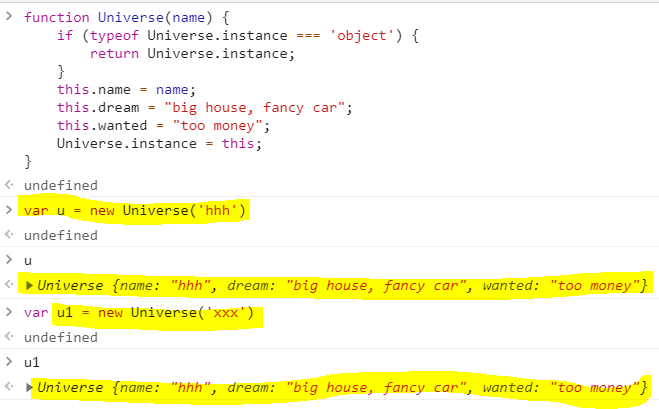 function Universe(name) {
    if (typeof Universe.instance === 'object') {
        return Universe.instance;
    }
    this.name = name;
    this.dream = "big house, fancy car";
    this.wanted = "too money";
    Universe.instance = this;
}
undefined
var u = new Universe('hhh')
undefined
u
Universe {name: "hhh", dream: "big house, fancy car", wanted: "too money"}
var u1 = new Universe('xxx')
undefined
u1
Universe {name: "hhh", dream: "big house, fancy car", wanted: "too money"}